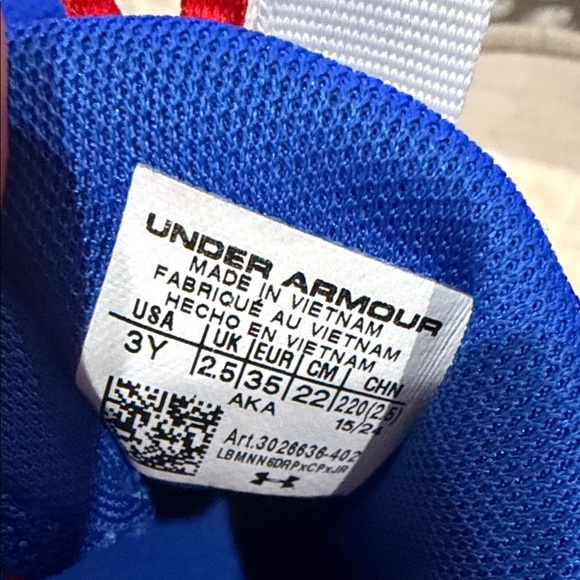 UNDER ARMOUR
MADE IN VIETNAM
FABRIQUÉ AU VIETNAM
HECHO EN VIETNAM
USA UK EUR CM CHN
3Y 2.5 35 22 220(2.5)
AKA 15/24
Art.3026636-402
LBMNN6DRPxCPxJR